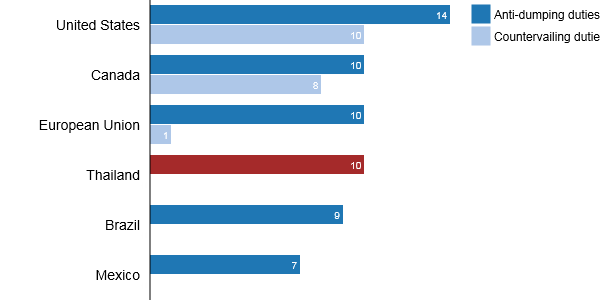 United States 14 Anti-dumping duties
10 Countervailing dutie
Canada 10
8
European Union 10
1
Thailand 10
Brazil 9
Mexico 7